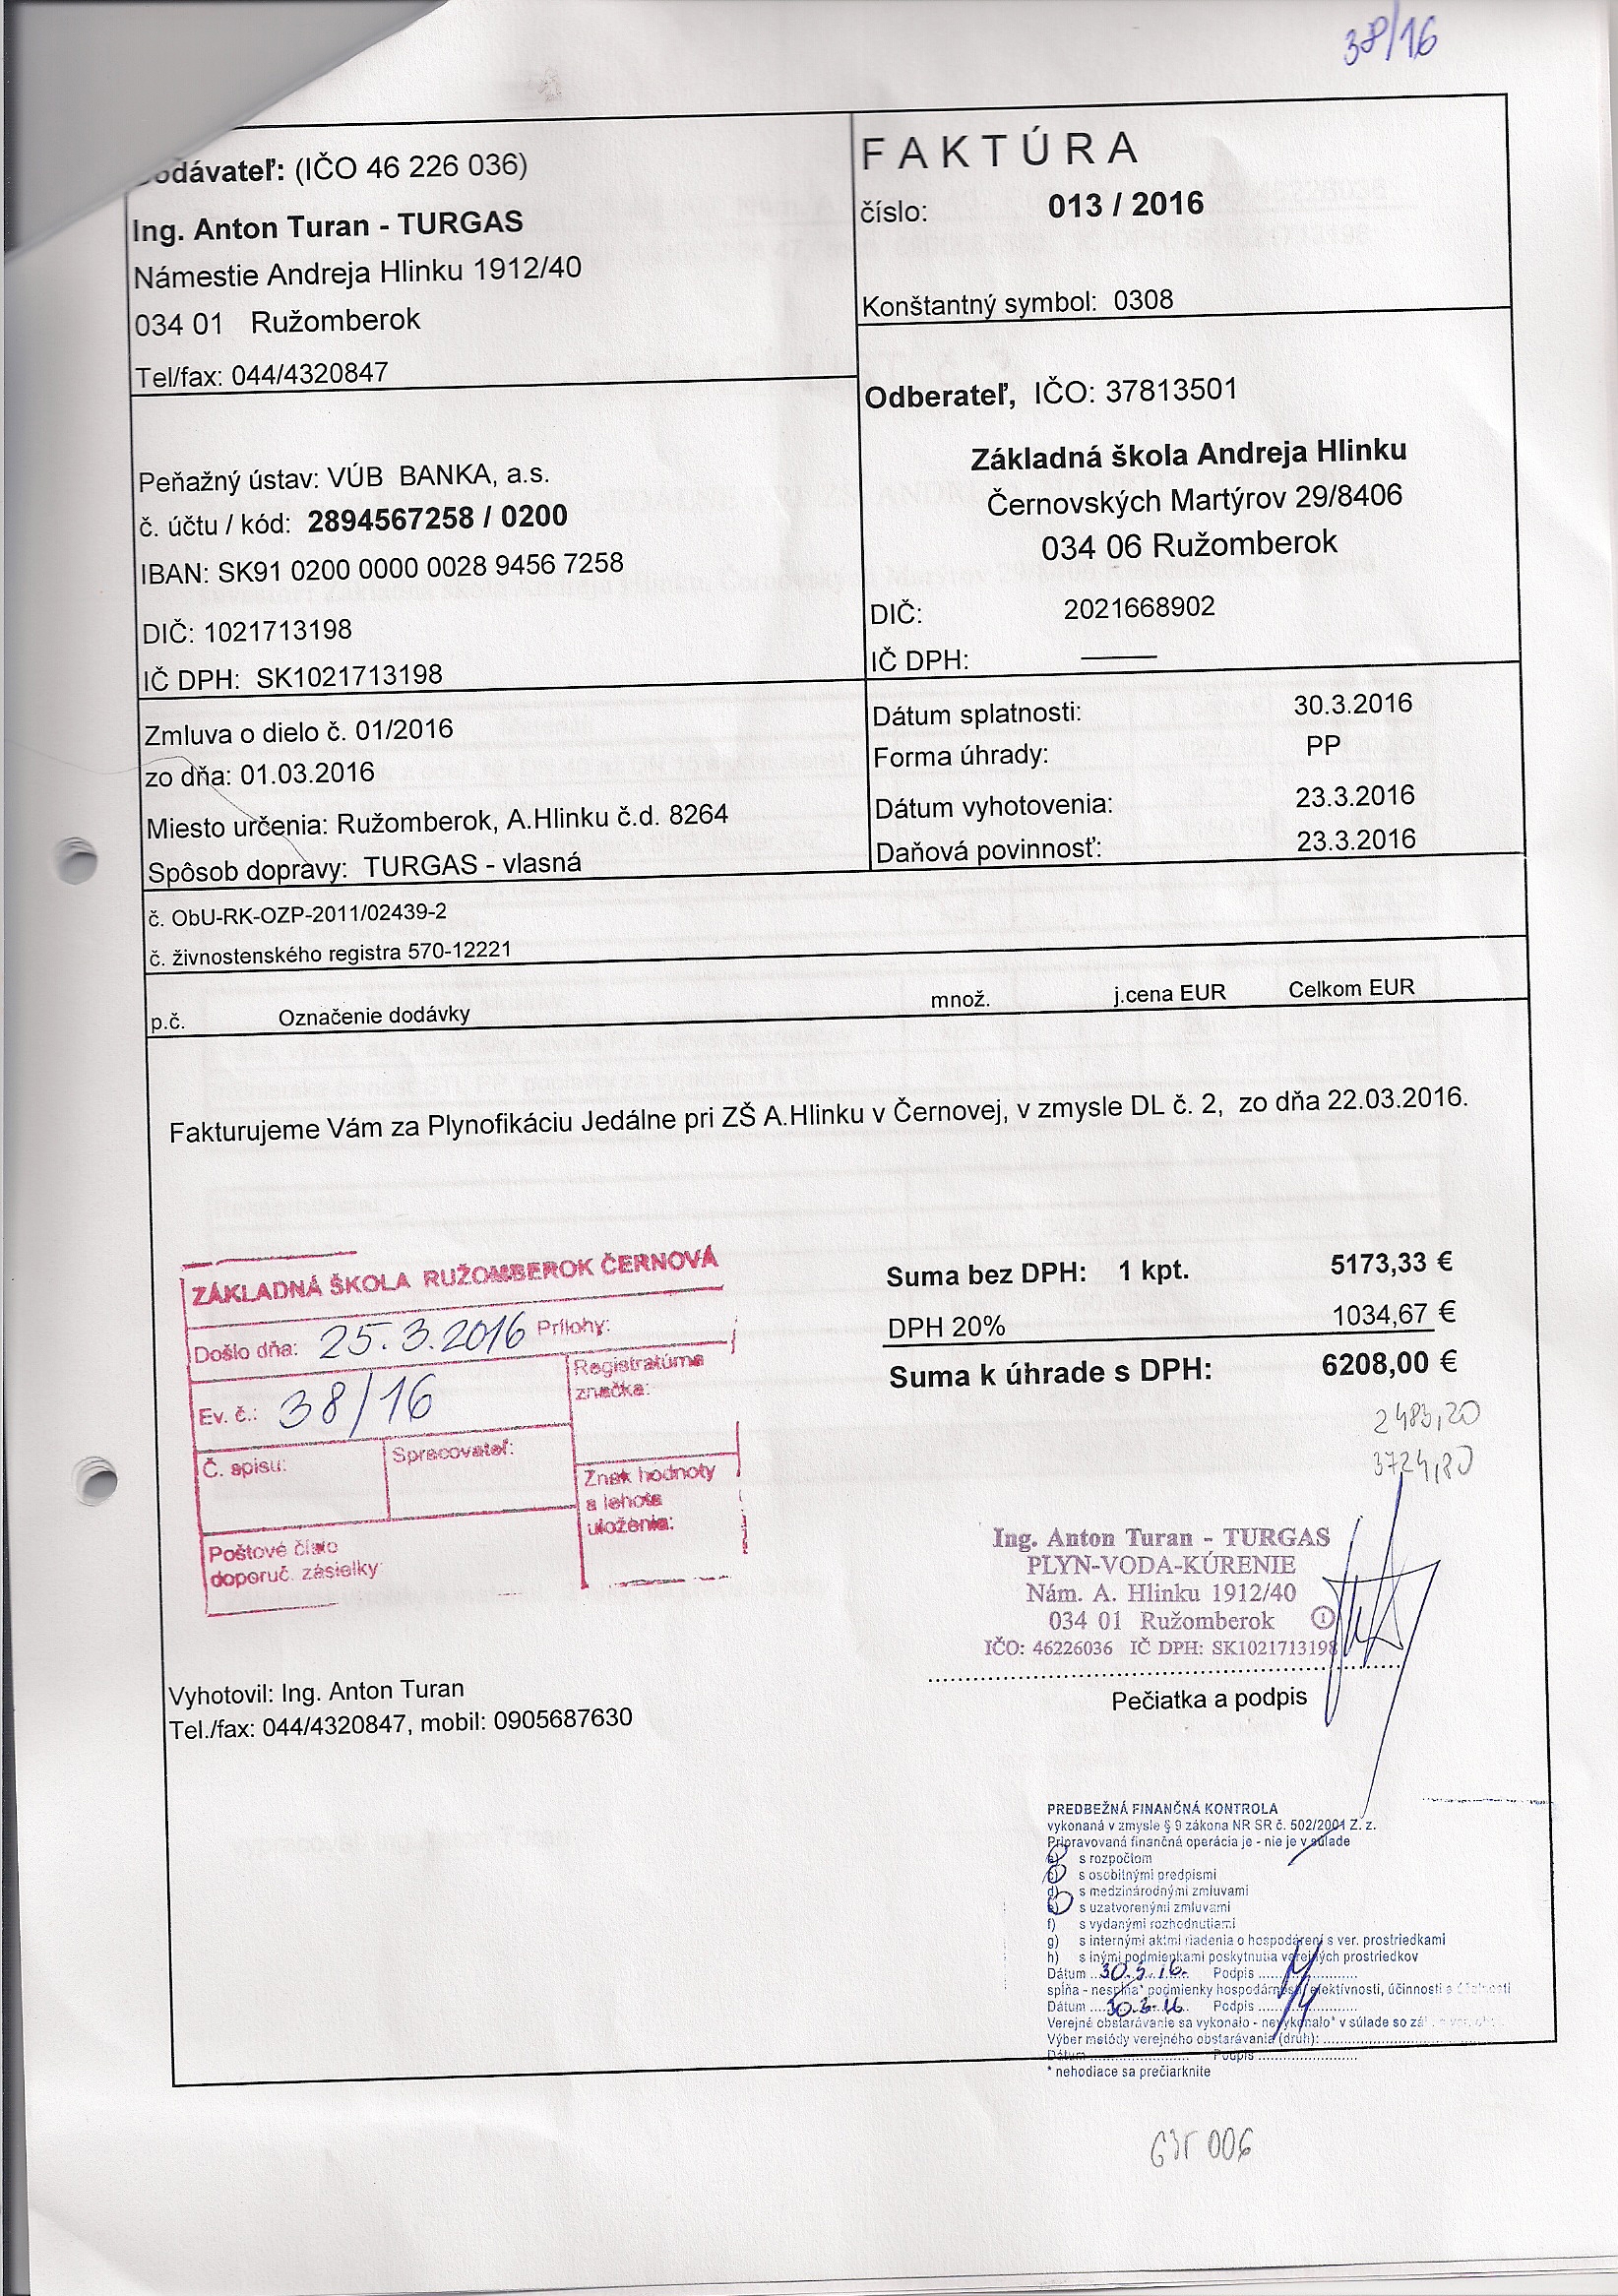 38/16
odávateľ: (IČO 46 226 036)
Ing. Anton Turan - TURGAS
Námestie Andreja Hlinku 1912/40
034 01 Ružomberok
Tel/fax: 044/4320847
FAKTÚRA
číslo: 013 / 2016
Konštantný symbol: 0308
Odberateľ, IČO: 37813501
Základná škola Andreja Hlinku
Černovských Martýrov 29/8406
034 06 Ružomberok
DIČ: 2021668902
IČ DPH:
Peňažný ústav: VÚB BANKA, a.s.
č. účtu / kód: 2894567258 / 0200
IBAN: SK91 0200 0000 0028 9456 7258
DIČ: 1021713198
IČ DPH: SK1021713198
Zmluva o dielo č. 01/2016
zo dňa: 01.03.2016
Miesto určenia: Ružomberok, A.Hlinku č.d. 8264
Spôsob dopravy: TURGAS - vlasná
Dátum splatnosti: 30.3.2016
Forma úhrady: PP
Dátum vyhotovenia: 23.3.2016
Daňová povinnosť: 23.3.2016
č. ObU-RK-OZP-2011/02439-2
č. živnostenského registra 570-12221
p.č. Označenie dodávky množ. j.cena EUR Celkom EUR
Fakturujeme Vám za Plynofikáciu Jedálne pri ZŠ A.Hlinku v Černovej, v zmysle DL č. 2, zo dňa 22.03.2016.
Suma bez DPH: 1 kpt. 5173,33 €
DPH 20% 1034,67 €
Suma k úhrade s DPH: 6208,00 €
2483,20
3724,80
ZÁKLADNÁ ŠKOLA RUŽOMBEROK ČERNOVÁ
Došlo dňa: 25.3.2016 Prílohy:
Ev. č.: 38/16
Registratúrna
značka:
Č. spisu: Spracovateľ:
Znak hodnoty
a lehota
uloženia:
Poštové číslo
doporuč. zásielky:
Ing. Anton Turan - TURGAS
PLYN-VODA-KÚRENIE
Nám. A. Hlinku 1912/40
034 01 Ružomberok 1
IČO: 46226036 IČ DPH: SK1021713198
Pečiatka a podpis
Vyhotovil: Ing. Anton Turan
Tel./fax: 044/4320847, mobil: 0905687630
PREDBEŽNÁ FINANČNÁ KONTROLA
vykonaná v zmysle § 9 zákona NR SR č. 502/2001 Z. z.
Pripravovaná finančná operácia je - nie je v súlade
s rozpočtom
s osobitnými predpismi
d) s medzinárodnými zmluvami
s uzatvorenými zmluvami
f) s vydanými rozhodnutiami
g) s internými aktmi riadenia o hospodárení s ver. prostriedkami
h) s inými podmienkami poskytnutia verejných prostriedkov
Dátum 30.3.16. Podpis
spĺňa - nespĺňa* podmienky hospodárnosti, efektívnosti, účinnosti a účelnosti
Dátum 30.3.16 Podpis
Verejné obstarávanie sa vykonalo - nevykonalo* v súlade so
Výber metódy verejného obstarávania (druh):
Dátum Podpis
* nehodiace sa prečiarknite
635 006